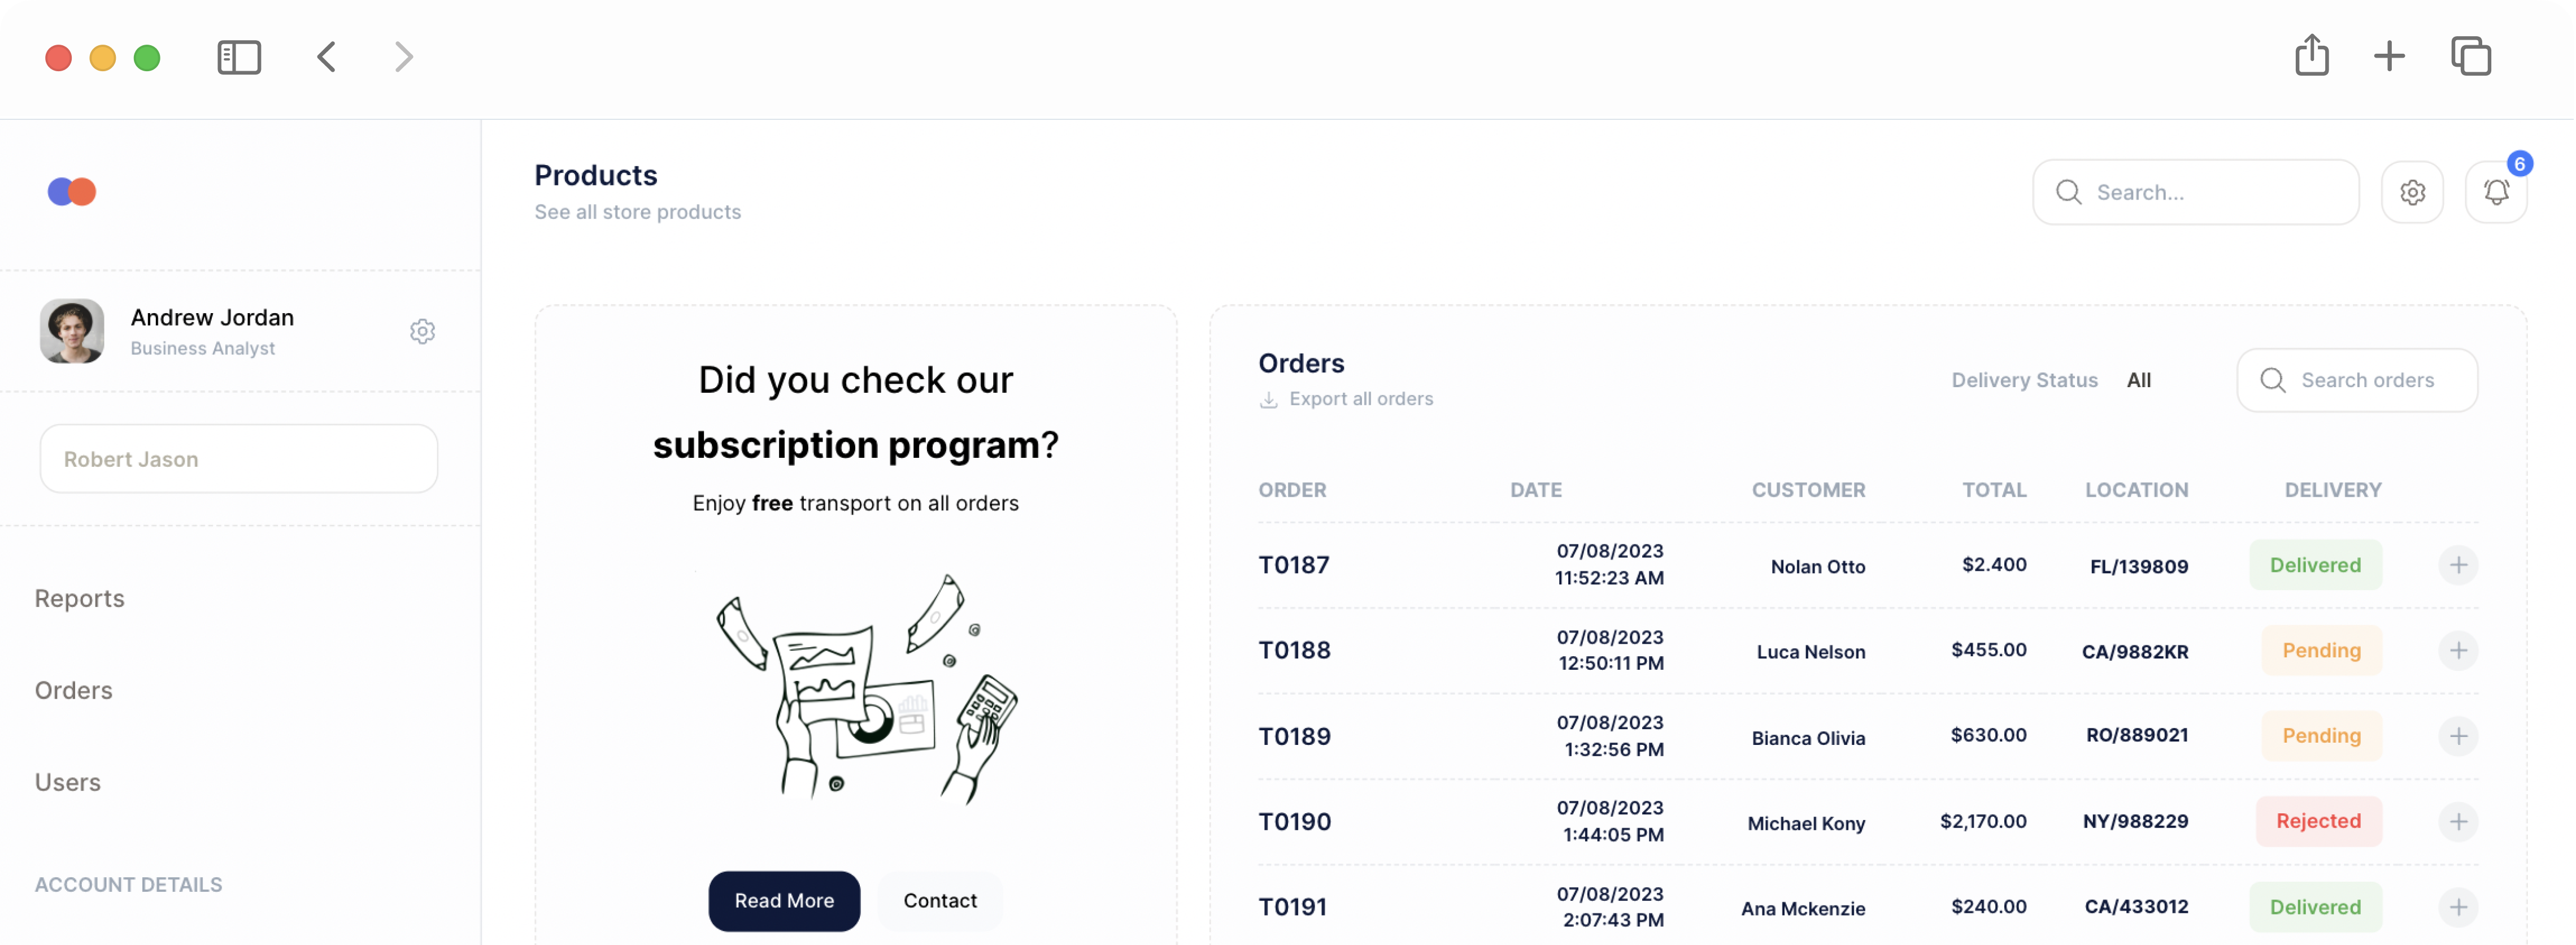 6
Products
See all store products
Search...
Andrew Jordan
Business Analyst
Robert Jason
Reports
Orders
Users
ACCOUNT DETAILS
Did you check our
subscription program?
Enjoy free transport on all orders
Read More
Contact
Orders
Export all orders
Delivery Status All
Search orders
ORDER DATE CUSTOMER TOTAL LOCATION DELIVERY
T0187 07/08/2023 11:52:23 AM Nolan Otto $2.400 FL/139809 Delivered
T0188 07/08/2023 12:50:11 PM Luca Nelson $455.00 CA/9882KR Pending
T0189 07/08/2023 1:32:56 PM Bianca Olivia $630.00 RO/889021 Pending
T0190 07/08/2023 1:44:05 PM Michael Kony $2,170.00 NY/988229 Rejected
T0191 07/08/2023 2:07:43 PM Ana Mckenzie $240.00 CA/433012 Delivered